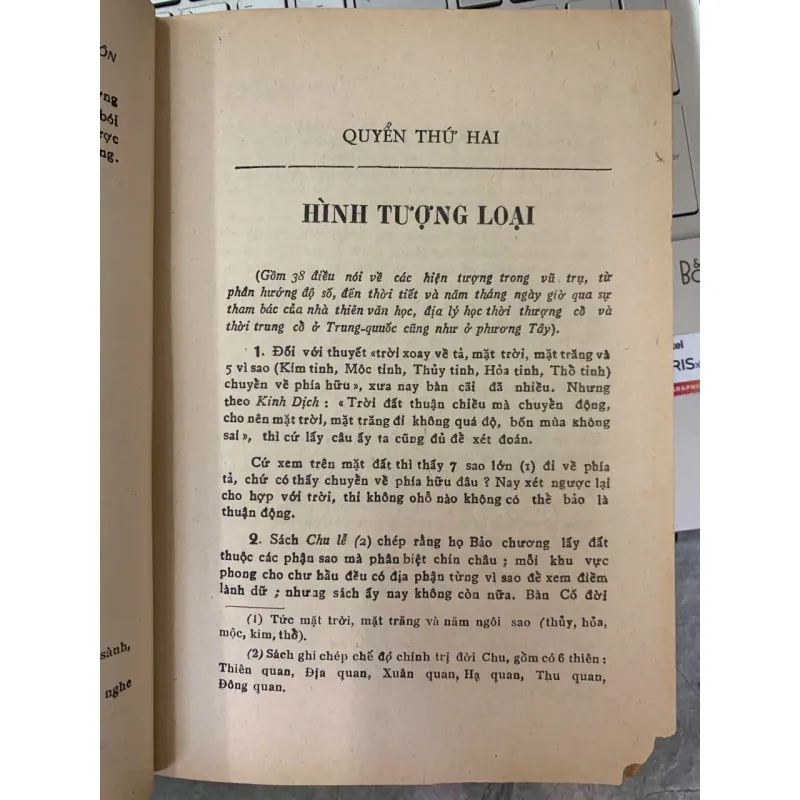 ÔN
ợng
bói
ược
ng.
sành,
nghe
QUYỂN THỨ HAI
HÌNH TƯỢNG LOẠI
(Gồm 38 điều nói về các hiện tượng trong vũ trụ, từ
phần hướng độ số, đến thời tiết và năm tháng ngày giờ qua sự
tham bác của nhà thiên văn học, địa lý học thời thượng cổ và
thời trung cổ ở Trung-quốc cũng như ở phương Tây).
1. Đối với thuyết «trời xoay về tả, mặt trời, mặt trăng và
5 vì sao (Kim tinh, Mộc tinh, Thủy tinh, Hỏa tinh, Thổ tinh)
chuyển về phía hữu», xưa nay bàn cãi đã nhiều. Nhưng
theo Kinh Dịch : « Trời đất thuận chiều mà chuyển động,
cho nên mặt trời, mặt trăng đi không quá độ, bốn mùa không
sai », thì cứ lấy câu ấy ta cũng đủ để xét đoán.
Cứ xem trên mặt đất thì thấy 7 sao lớn (1) đi về phía
tả, chứ có thấy chuyển về phía hữu đâu ? Nay xét ngược lại
cho hợp với trời, thì không ohỗ nào không có thể bảo là
thuận động.
2. Sách Chu lễ (2) chép rằng họ Bảo chương lấy đất
thuộc các phận sao mà phân biệt chín châu ; mỗi khu vực
phong cho chư hầu đều có địa phận từng vì sao để xem điềm
lành dữ ; nhưng sách ấy nay không còn nữa. Bàn Cố đời
(1) Tức mặt trời, mặt trăng và năm ngôi sao (thủy, hỏa,
mộc, kim, thổ).
(2) Sách ghi chép chế độ chính trị đời Chu, gồm có 6 thiên :
Thiên quan, Địa quan, Xuân quan, Hạ quan, Thu quan,
Đông quan.